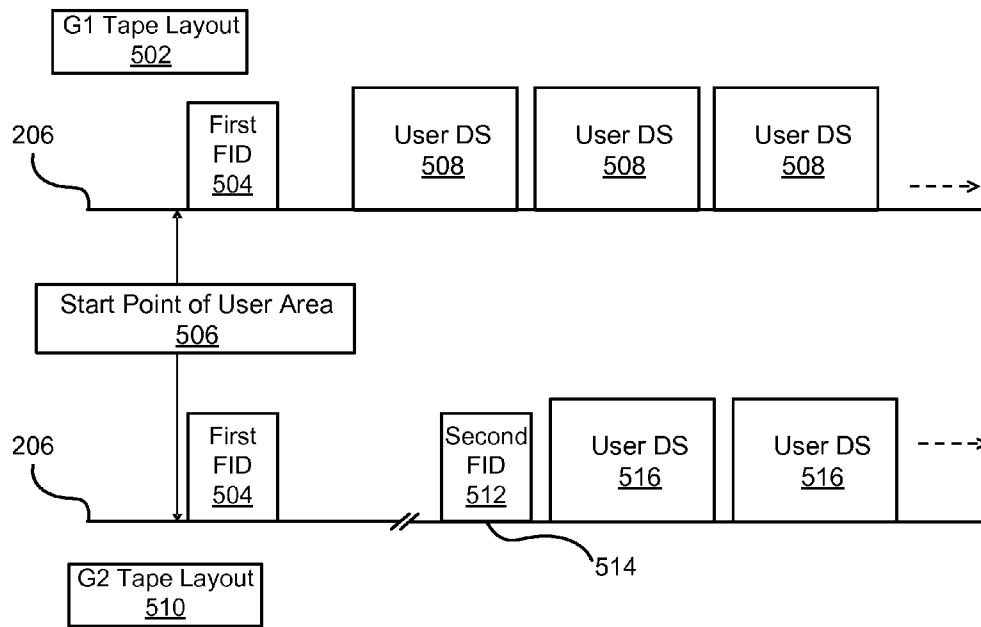 G1 Tape Layout
502
206
First
FID
504
User DS
508
User DS
508
User DS
508
Start Point of User Area
506
206
First
FID
504
Second
FID
512
User DS
516
User DS
516
514
G2 Tape Layout
510